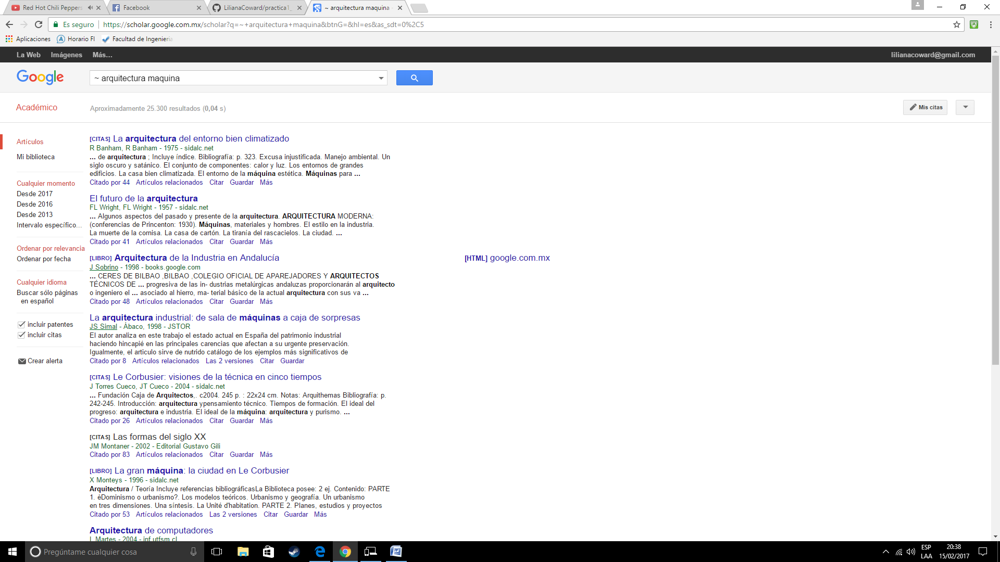 Red Hot Chili Peppers
Facebook
LilianaCoward/practica1_
~ arquitectura maquina -
Es seguro
https://scholar.google.com.mx/scholar?q=~+arquitectura+maquina&btnG=&hl=es&as_sdt=0%2C5
Aplicaciones
Horario FI
Facultad de Ingenieria
La Web Imágenes Más...
lilianacoward@gmail.com
Google
~ arquitectura maquina
Académico
Aproximadamente 25.300 resultados (0,04 s)
Mis citas
Artículos
Mi biblioteca
Cualquier momento
Desde 2017
Desde 2016
Desde 2013
Intervalo específico...
Ordenar por relevancia
Ordenar por fecha
Cualquier idioma
Buscar sólo páginas
en español
incluir patentes
incluir citas
Crear alerta
[CITAS] La arquitectura del entorno bien climatizado
R Banham, R Banham - 1975 - sidalc.net
... de arquitectura ; Incluye índice. Bibliografía: p. 323. Excusa injustificada. Manejo ambiental. Un
siglo oscuro y satánico. El conjunto de componentes: calor y luz. Los entornos de grandes
edificios. La casa bien climatizada. El entorno de la máquina estética. Máquinas para ...
Citado por 44 Artículos relacionados Citar Guardar Más
El futuro de la arquitectura
FL Wright, FL Wright - 1957 - sidalc.net
... Algunos aspectos del pasado y presente de la arquitectura. ARQUITECTURA MODERNA:
(conferencias de Princenton: 1930). Máquinas, materiales y hombres. El estilo en la industria.
La muerte de la cornisa. La casa de cartón. La tiranía del rascacielos. La ciudad. ...
Citado por 41 Artículos relacionados Citar Guardar Más
[LIBRO] Arquitectura de la Industria en Andalucía
[HTML] google.com.mx
J Sobrino - 1998 - books.google.com
... CERES DE BILBAO ,BILBAO ,COLEGIO OFICIAL DE APAREJADORES Y ARQUITECTOS
TÉCNICOS DE ... progresiva de las in- dustrias metalúrgicas andaluzas proporcionarán al arquitecto
o ingeniero el ... asociado al hierro, ma- terial básico de la actual arquitectura con sus va ...
Citado por 48 Artículos relacionados Citar Guardar Más
La arquitectura industrial: de sala de máquinas a caja de sorpresas
JS Simal - Ábaco, 1998 - JSTOR
El autor analiza en este trabajo el estado actual en España del patrimonio industrial
haciendo hincapié en las principales carencias que afectan a su urgente preservación.
Igualmente, el articulo sirve de nutrido catálogo de los ejemplos más significativos de
Citado por 8 Artículos relacionados Las 2 versiones Citar Guardar
[CITAS] Le Corbusier: visiones de la técnica en cinco tiempos
J Torres Cueco, JT Cueco - 2004 - sidalc.net
... Fundación Caja de Arquitectos,. c2004. 245 p. : 22x24 cm. Notas: Arquithemas Bibliografía: p.
242-245. Introducción: arquitectura ypensamiento técnico. Tiempos de formación. El ideal del
progreso: arquitectura e industria. El ideal de la máquina: arquitectura y purismo. ...
Citado por 26 Artículos relacionados Citar Guardar Más
[CITAS] Las formas del siglo XX
JM Montaner - 2002 - Editorial Gustavo Gili
Citado por 83 Artículos relacionados Citar Guardar Más
[LIBRO] La gran máquina: la ciudad en Le Corbusier
X Monteys - 1996 - sidalc.net
Arquitectura / Teoría Incluye referencias bibliográficasLa Biblioteca posee: 2 ej. Contenido: PARTE
1. èDominismo o urbanismo?. Los modelos teóricos. Urbanismo y geografía. Un urbanismo
en tres dimensiones. Una síntesis. La Unité d'habitation. PARTE 2. Planes, estudios y proyectos
Citado por 53 Artículos relacionados Las 2 versiones Citar Guardar Más
Arquitectura de computadores
L Martes - 2004 - inf.utfsm.cl
Pregúntame cualquier cosa
ESP
LAA
20:38
15/02/2017